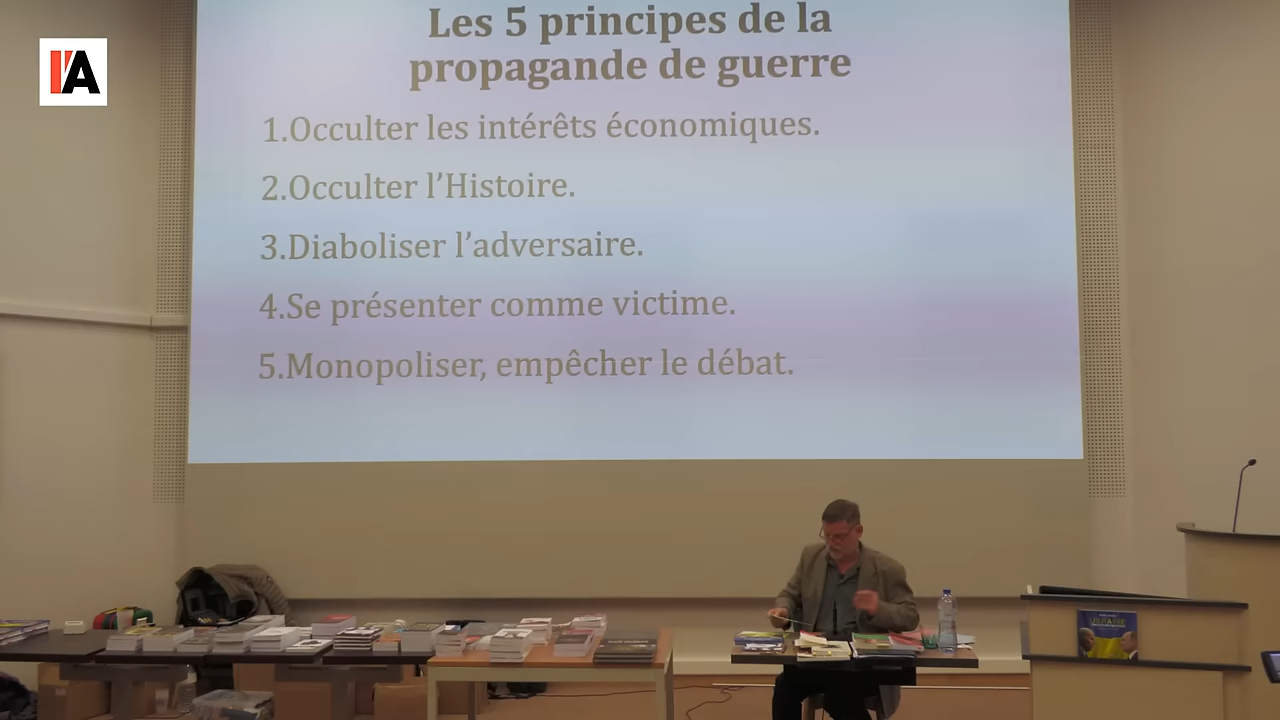 I'A
Les 5 principes de la
propagande de guerre
1.Occulter les intérêts économiques.
2.Occulter l’Histoire.
3.Diaboliser l’adversaire.
4.Se présenter comme victime.
5.Monopoliser, empêcher le débat.